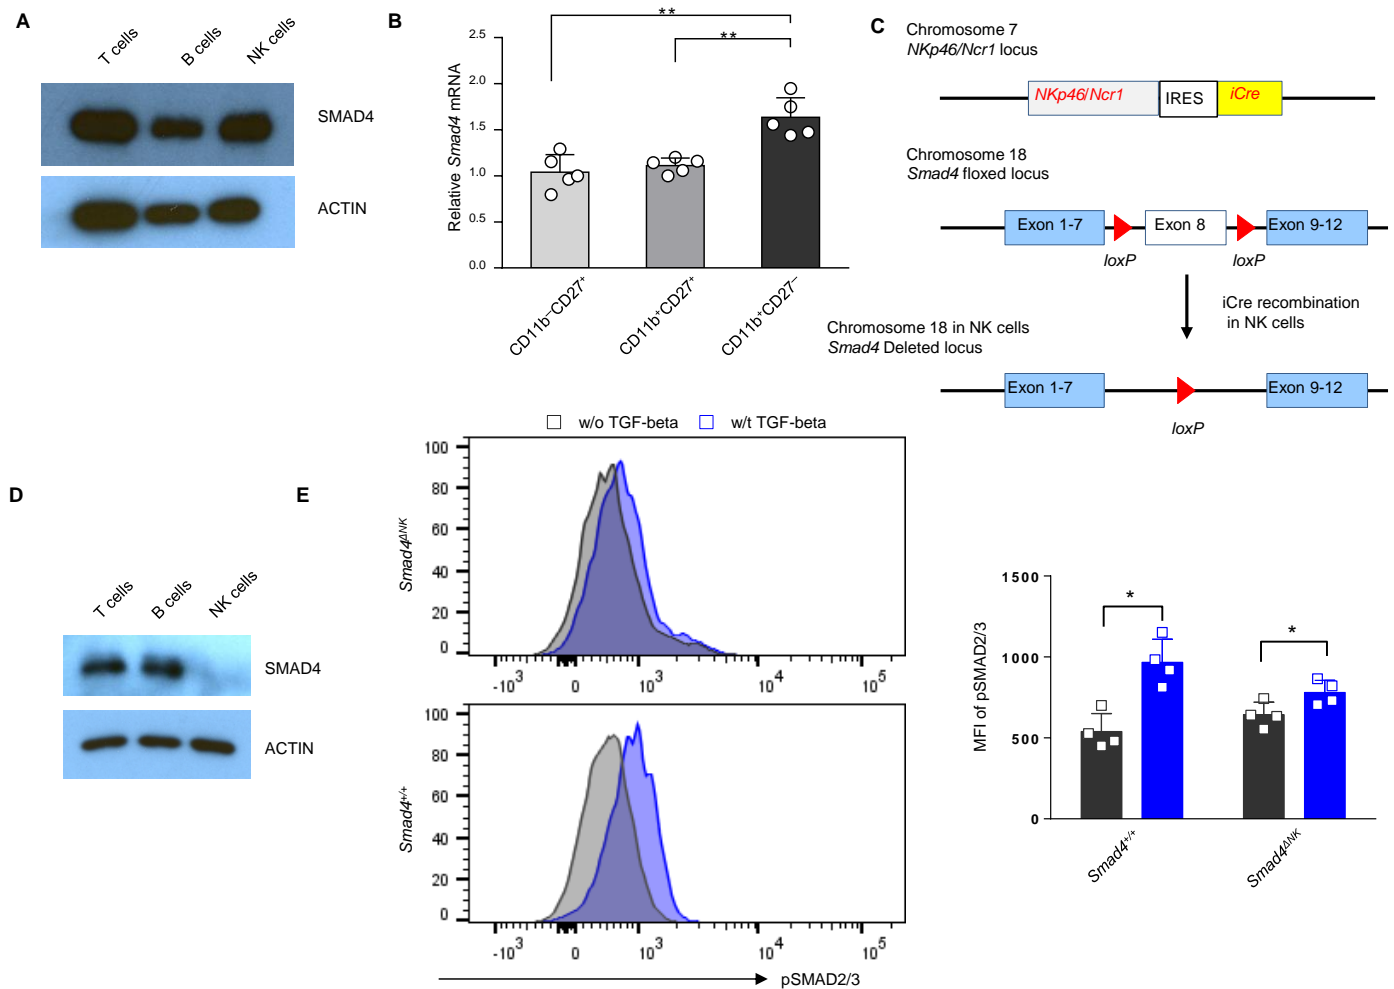 A
T cells
B cells
NK cells
SMAD4
ACTIN
B
**
**
Relative Smad4 mRNA
2.5
2.0
1.5
1.0
0.5
0.0
CD11b⁻CD27⁺
CD11b⁺CD27⁺
CD11b⁺CD27⁻
C
Chromosome 7
NKp46/Ncr1 locus
NKp46/Ncr1
IRES
iCre
Chromosome 18
Smad4 floxed locus
Exon 1-7
Exon 8
Exon 9-12
loxP
loxP
iCre recombination
in NK cells
Chromosome 18 in NK cells
Smad4 Deleted locus
Exon 1-7
Exon 9-12
loxP
D
T cells
B cells
NK cells
SMAD4
ACTIN
E
w/o TGF-beta
w/t TGF-beta
Smad4^ΔNK
100
80
60
40
20
0
-10³
0
10³
10⁴
10⁵
Smad4⁺/⁺
100
80
60
40
20
0
-10³
0
10³
10⁴
10⁵
pSMAD2/3
MFI of pSMAD2/3
1500
1000
500
0
*
*
Smad4⁺/⁺
Smad4^ΔNK